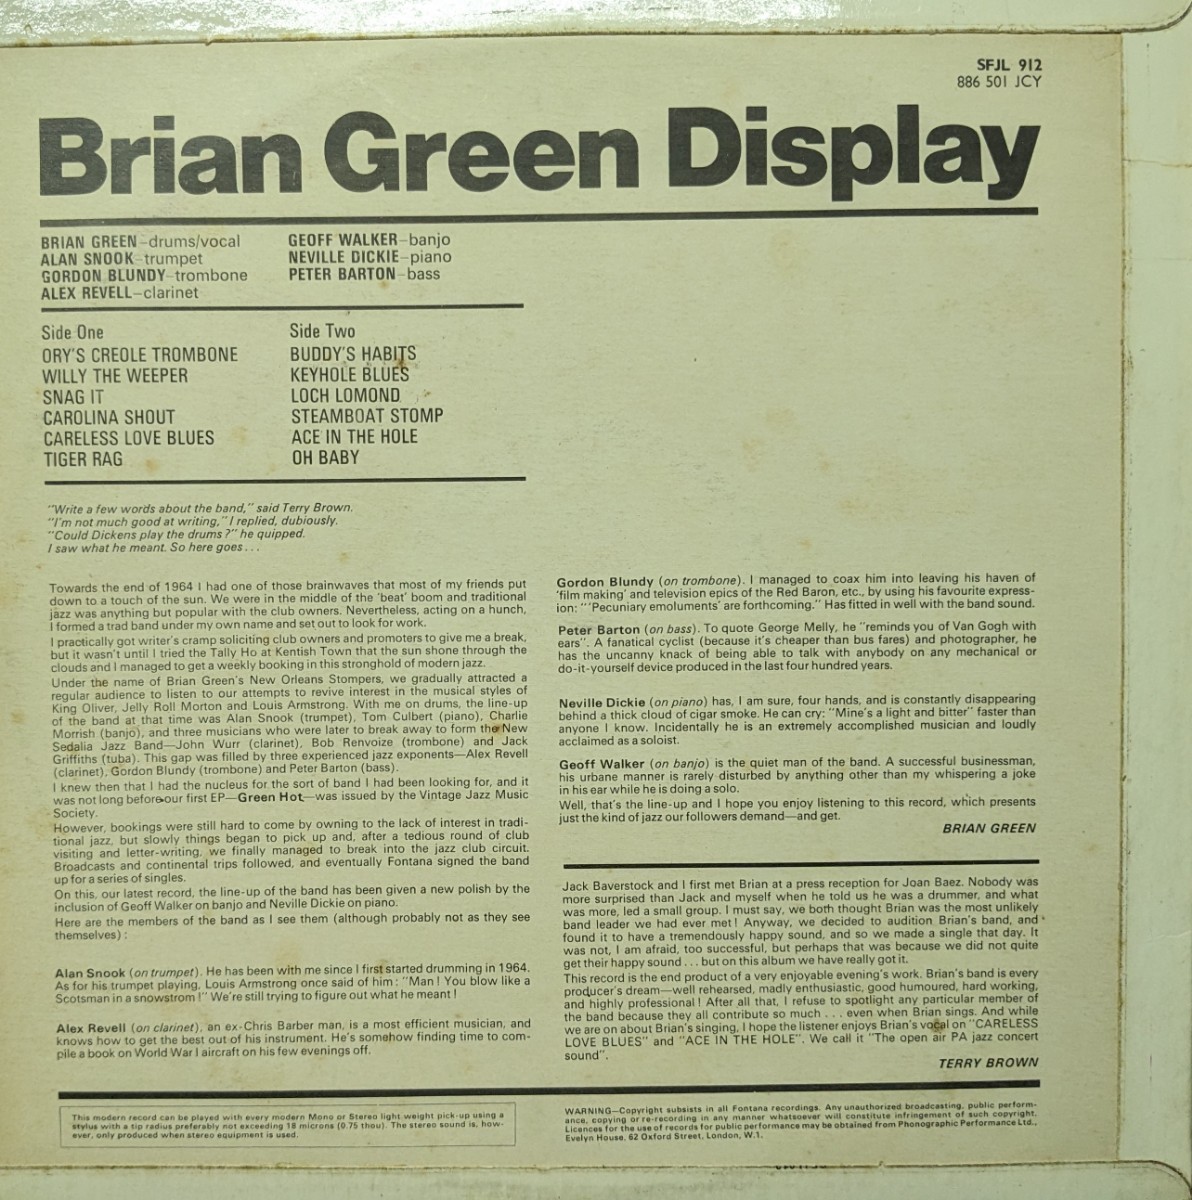 SFJL 912
886 501 JCY
Brian Green Display
BRIAN GREEN–drums/vocal
ALAN SNOOK–trumpet
GORDON BLUNDY–trombone
ALEX REVELL–clarinet
GEOFF WALKER–banjo
NEVILLE DICKIE–piano
PETER BARTON–bass
Side One
ORY'S CREOLE TROMBONE
WILLY THE WEEPER
SNAG IT
CAROLINA SHOUT
CARELESS LOVE BLUES
TIGER RAG
Side Two
BUDDY'S HABITS
KEYHOLE BLUES
LOCH LOMOND
STEAMBOAT STOMP
ACE IN THE HOLE
OH BABY
"Write a few words about the band," said Terry Brown.
"I'm not much good at writing," I replied, dubiously.
"Could Dickens play the drums?" he quipped.
I saw what he meant. So here goes...
Towards the end of 1964 I had one of those brainwaves that most of my friends put
down to a touch of the sun. We were in the middle of the 'beat' boom and traditional
jazz was anything but popular with the club owners. Nevertheless, acting on a hunch,
I formed a trad band under my own name and set out to look for work.
I practically got writer's cramp soliciting club owners and promoters to give me a break,
but it wasn't until I tried the Tally Ho at Kentish Town that the sun shone through the
clouds and I managed to get a weekly booking in this stronghold of modern jazz.
Under the name of Brian Green's New Orleans Stompers, we gradually attracted a
regular audience to listen to our attempts to revive interest in the musical styles of
King Oliver, Jelly Roll Morton and Louis Armstrong. With me on drums, the line-up
of the band at that time was Alan Snook (trumpet), Tom Culbert (piano), Charlie
Morrish (banjo), and three musicians who were later to break away to form the New
Sedalia Jazz Band—John Wurr (clarinet), Bob Renvoize (trombone) and Jack
Griffiths (tuba). This gap was filled by three experienced jazz exponents—Alex Revell
(clarinet), Gordon Blundy (trombone) and Peter Barton (bass).
I knew then that I had the nucleus for the sort of band I had been looking for, and it
was not long before our first EP—Green Hot—was issued by the Vintage Jazz Music
Society.
However, bookings were still hard to come by owning to the lack of interest in tradi-
tional jazz, but slowly things began to pick up and, after a tedious round of club
visiting and letter-writing, we finally managed to break into the jazz club circuit.
Broadcasts and continental trips followed, and eventually Fontana signed the band
up for a series of singles.
On this, our latest record, the line-up of the band has been given a new polish by the
inclusion of Geoff Walker on banjo and Neville Dickie on piano.
Here are the members of the band as I see them (although probably not as they see
themselves):
Alan Snook (on trumpet). He has been with me since I first started drumming in 1964.
As for his trumpet playing, Louis Armstrong once said of him: "Man! You blow like a
Scotsman in a snowstrom!" We're still trying to figure out what he meant!
Alex Revell (on clarinet), an ex-Chris Barber man, is a most efficient musician, and
knows how to get the best out of his instrument. He's somehow finding time to com-
pile a book on World War I aircraft on his few evenings off.
Gordon Blundy (on trombone). I managed to coax him into leaving his haven of
'film making' and television epics of the Red Baron, etc., by using his favourite express-
ion: "'Pecuniary emoluments' are forthcoming." Has fitted in well with the band sound.
Peter Barton (on bass). To quote George Melly, he "reminds you of Van Gogh with
ears". A fanatical cyclist (because it's cheaper than bus fares) and photographer, he
has the uncanny knack of being able to talk with anybody on any mechanical or
do-it-yourself device produced in the last four hundred years.
Neville Dickie (on piano) has, I am sure, four hands, and is constantly disappearing
behind a thick cloud of cigar smoke. He can cry: "Mine's a light and bitter" faster than
anyone I know. Incidentally he is an extremely accomplished musician and loudly
acclaimed as a soloist.
Geoff Walker (on banjo) is the quiet man of the band. A successful businessman,
his urbane manner is rarely disturbed by anything other than my whispering a joke
in his ear while he is doing a solo.
Well, that's the line-up and I hope you enjoy listening to this record, which presents
just the kind of jazz our followers demand—and get.
BRIAN GREEN
Jack Baverstock and I first met Brian at a press reception for Joan Baez. Nobody was
more surprised than Jack and myself when he told us he was a drummer, and what
was more, led a small group. I must say, we both thought Brian was the most unlikely
band leader we had ever met! Anyway, we decided to audition Brian's band, and
found it to have a tremendously happy sound, and so we made a single that day. It
was not, I am afraid, too successful, but perhaps that was because we did not quite
get their happy sound... but on this album we have really got it.
This record is the end product of a very enjoyable evening's work. Brian's band is every
producer's dream—well rehearsed, madly enthusiastic, good humoured, hard working,
and highly professional! After all that, I refuse to spotlight any particular member of
the band because they all contribute so much ... even when Brian sings. And while
we are on about Brian's singing, I hope the listener enjoys Brian's vocal on "CARELESS
LOVE BLUES" and "ACE IN THE HOLE". We call it "The open air PA jazz concert
sound".
TERRY BROWN
This modern record can be played with every modern Mono or Stereo light weight pick-up using a
stylus with a tip radius preferably not exceeding 18 microns (0.75 thou). The stereo sound is, how-
ever, only produced when stereo equipment is used.
WARNING—Copyright subsists in all Fontana recordings. Any unauthorized broadcasting, public perform-
ance, copying or re-recording in any manner whatsoever will constitute infringement of such copyright.
Licences for the use of records for public performance may be obtained from Phonographic Performance Ltd.,
Evelyn House, 62 Oxford Street, London, W.1.